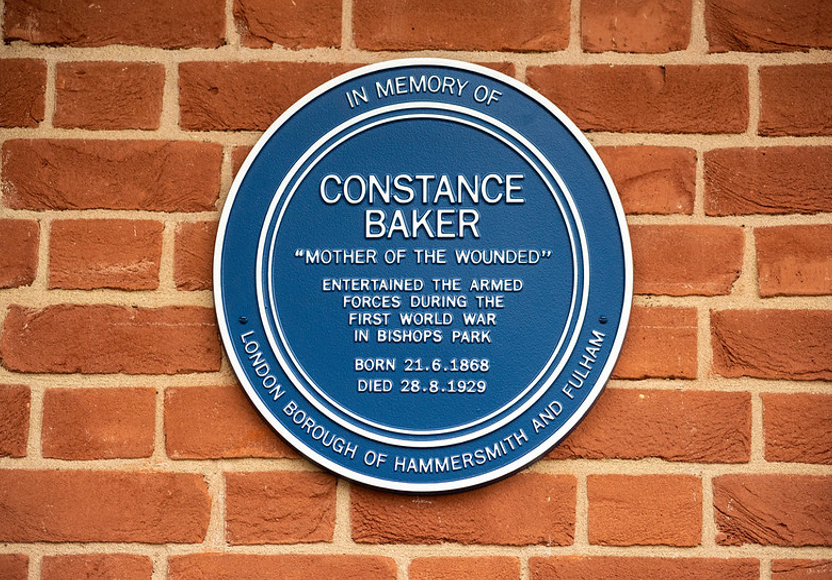 IN MEMORY OF
CONSTANCE
BAKER
“MOTHER OF THE WOUNDED”
ENTERTAINED THE ARMED
FORCES DURING THE
FIRST WORLD WAR
IN BISHOPS PARK
BORN 21.6.1868
DIED 28.8.1929
LONDON BOROUGH OF HAMMERSMITH AND FULHAM